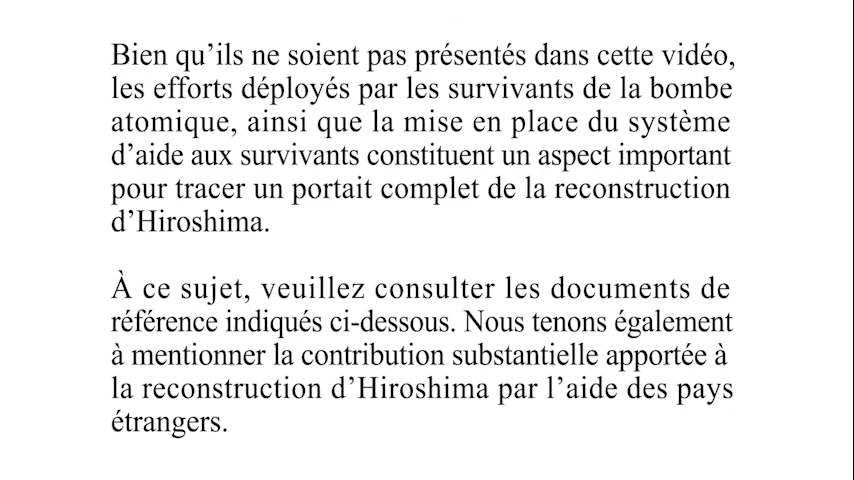 Bien qu’ils ne soient pas présentés dans cette vidéo,
les efforts déployés par les survivants de la bombe
atomique, ainsi que la mise en place du système
d’aide aux survivants constituent un aspect important
pour tracer un portait complet de la reconstruction
d’Hiroshima.
À ce sujet, veuillez consulter les documents de
référence indiqués ci-dessous. Nous tenons également
à mentionner la contribution substantielle apportée à
la reconstruction d’Hiroshima par l’aide des pays
étrangers.